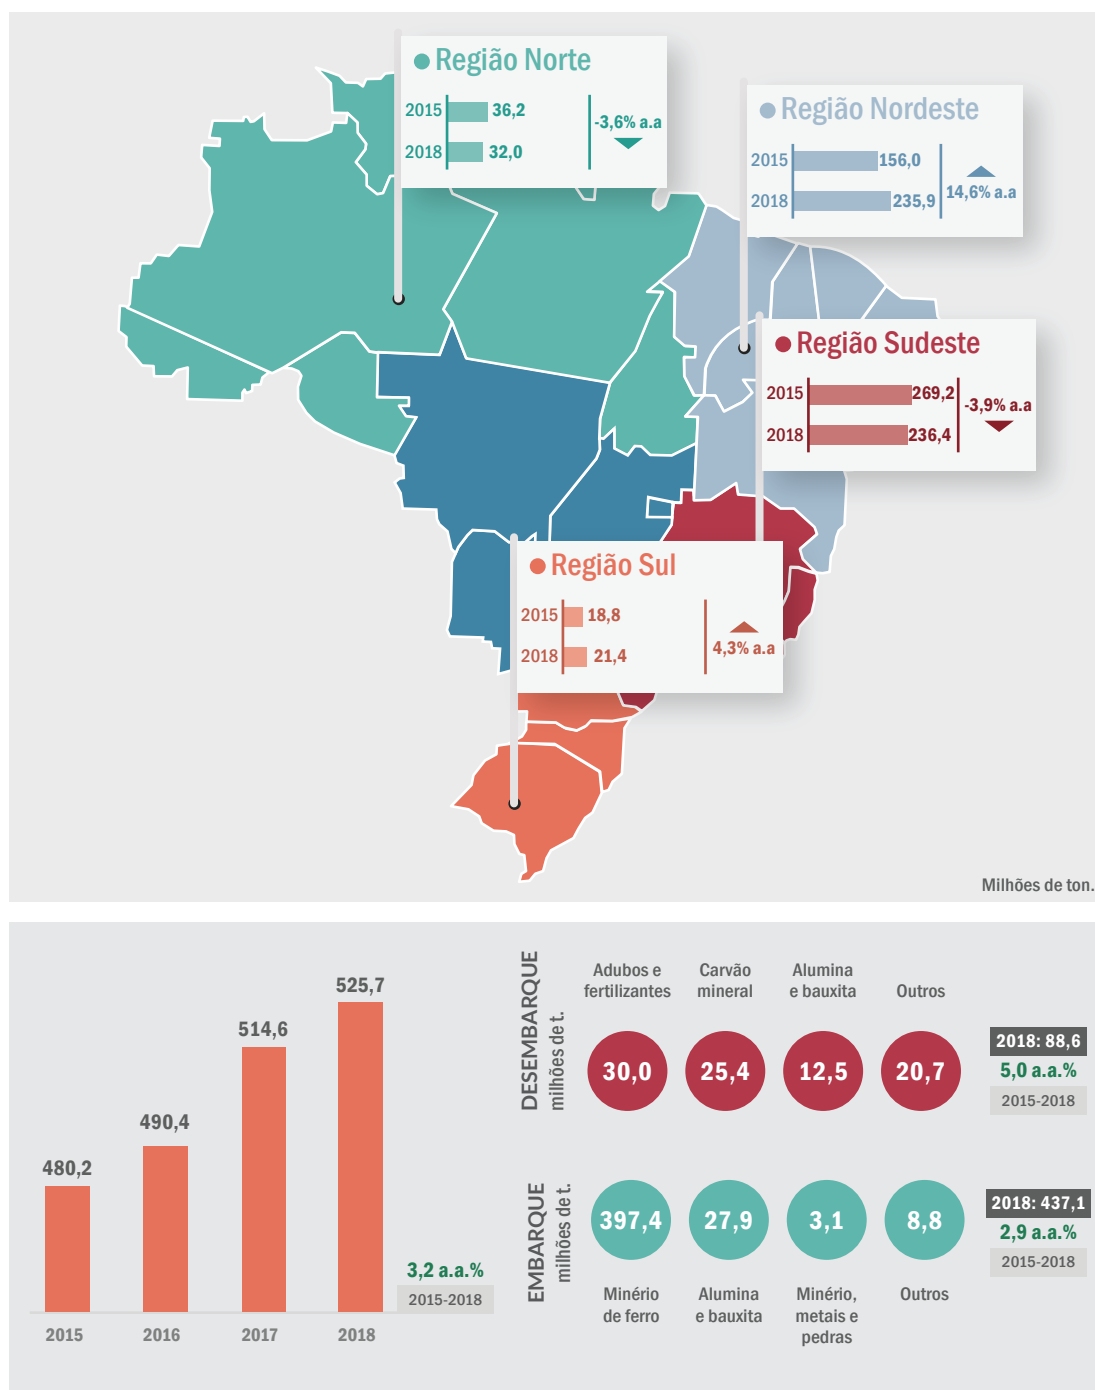 Região Norte
2015 36,2
2018 32,0
-3,6% a.a
Região Nordeste
2015 156,0
2018 235,9
14,6% a.a
Região Sudeste
2015 269,2
2018 236,4
-3,9% a.a
Região Sul
2015 18,8
2018 21,4
4,3% a.a
Milhões de ton.
480,2
490,4
514,6
525,7
3,2 a.a.%
2015-2018
2015 2016 2017 2018
DESEMBARQUE
milhões de t.
Adubos e
fertilizantes
Carvão
mineral
Alumina
e bauxita
Outros
30,0 25,4 12,5 20,7
2018: 88,6
5,0 a.a.%
2015-2018
EMBARQUE
milhões de t.
397,4 27,9 3,1 8,8
Minério
de ferro
Alumina
e bauxita
Minério,
metais e
pedras
Outros
2018: 437,1
2,9 a.a.%
2015-2018